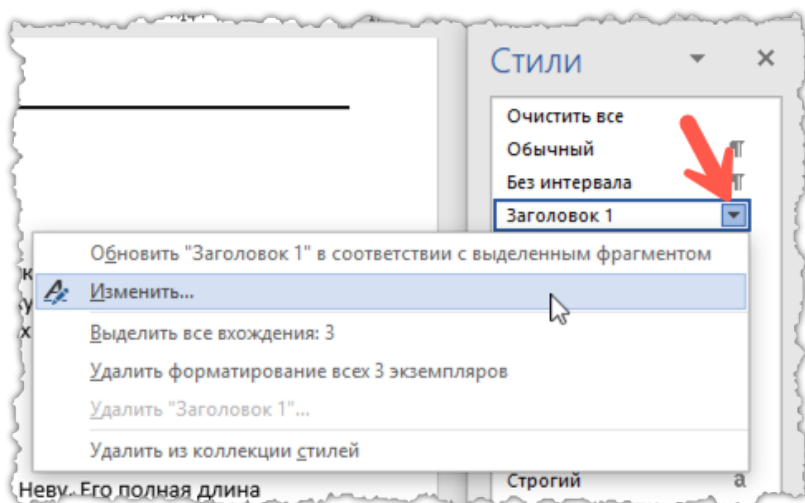 Стили
Очистить все
Обычный
Без интервала
Заголовок 1
Обновить "Заголовок 1" в соответствии с выделенным фрагментом
Изменить...
Выделить все вхождения: 3
Удалить форматирование всех 3 экземпляров
Удалить "Заголовок 1"...
Удалить из коллекции стилей
Строгий a
Неву. Его полная длина